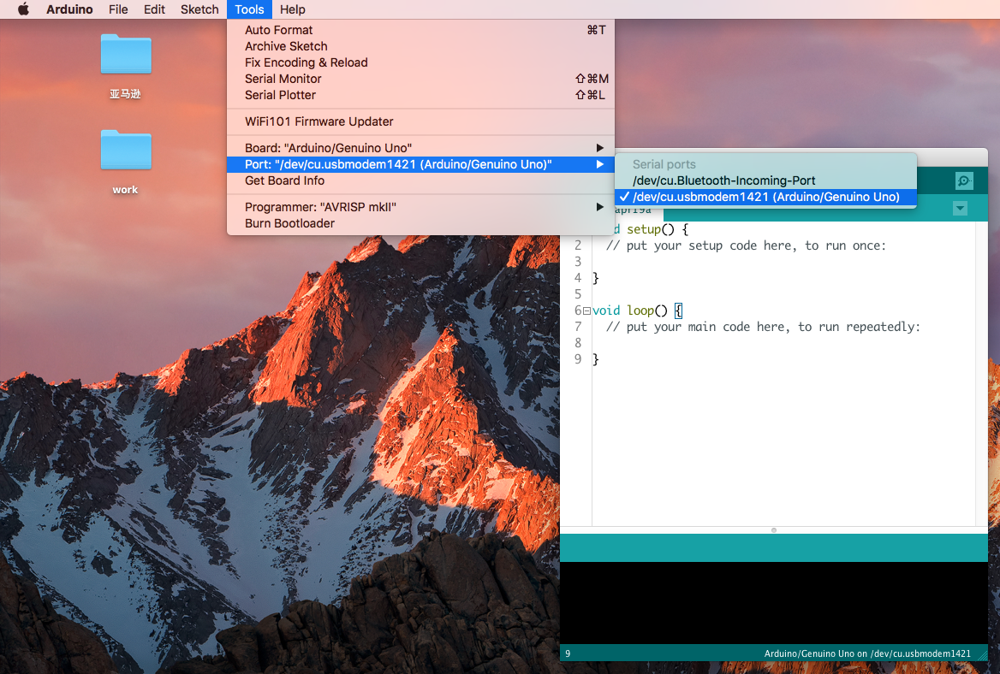 Arduino File Edit Sketch Tools Help
Auto Format ⌘T
Archive Sketch
Fix Encoding & Reload
Serial Monitor ⇧⌘M
Serial Plotter ⇧⌘L
WiFi101 Firmware Updater
Board: "Arduino/Genuino Uno"
Port: "/dev/cu.usbmodem1421 (Arduino/Genuino Uno)"
Get Board Info
Programmer: "AVRISP mkII"
Burn Bootloader
Serial ports
/dev/cu.Bluetooth-Incoming-Port
✓ /dev/cu.usbmodem1421 (Arduino/Genuino Uno)
亚马逊
work
setup() {
2 // put your setup code here, to run once:
3
4 }
5
6 void loop() {
7 // put your main code here, to run repeatedly:
8
9 }
9 Arduino/Genuino Uno on /dev/cu.usbmodem1421